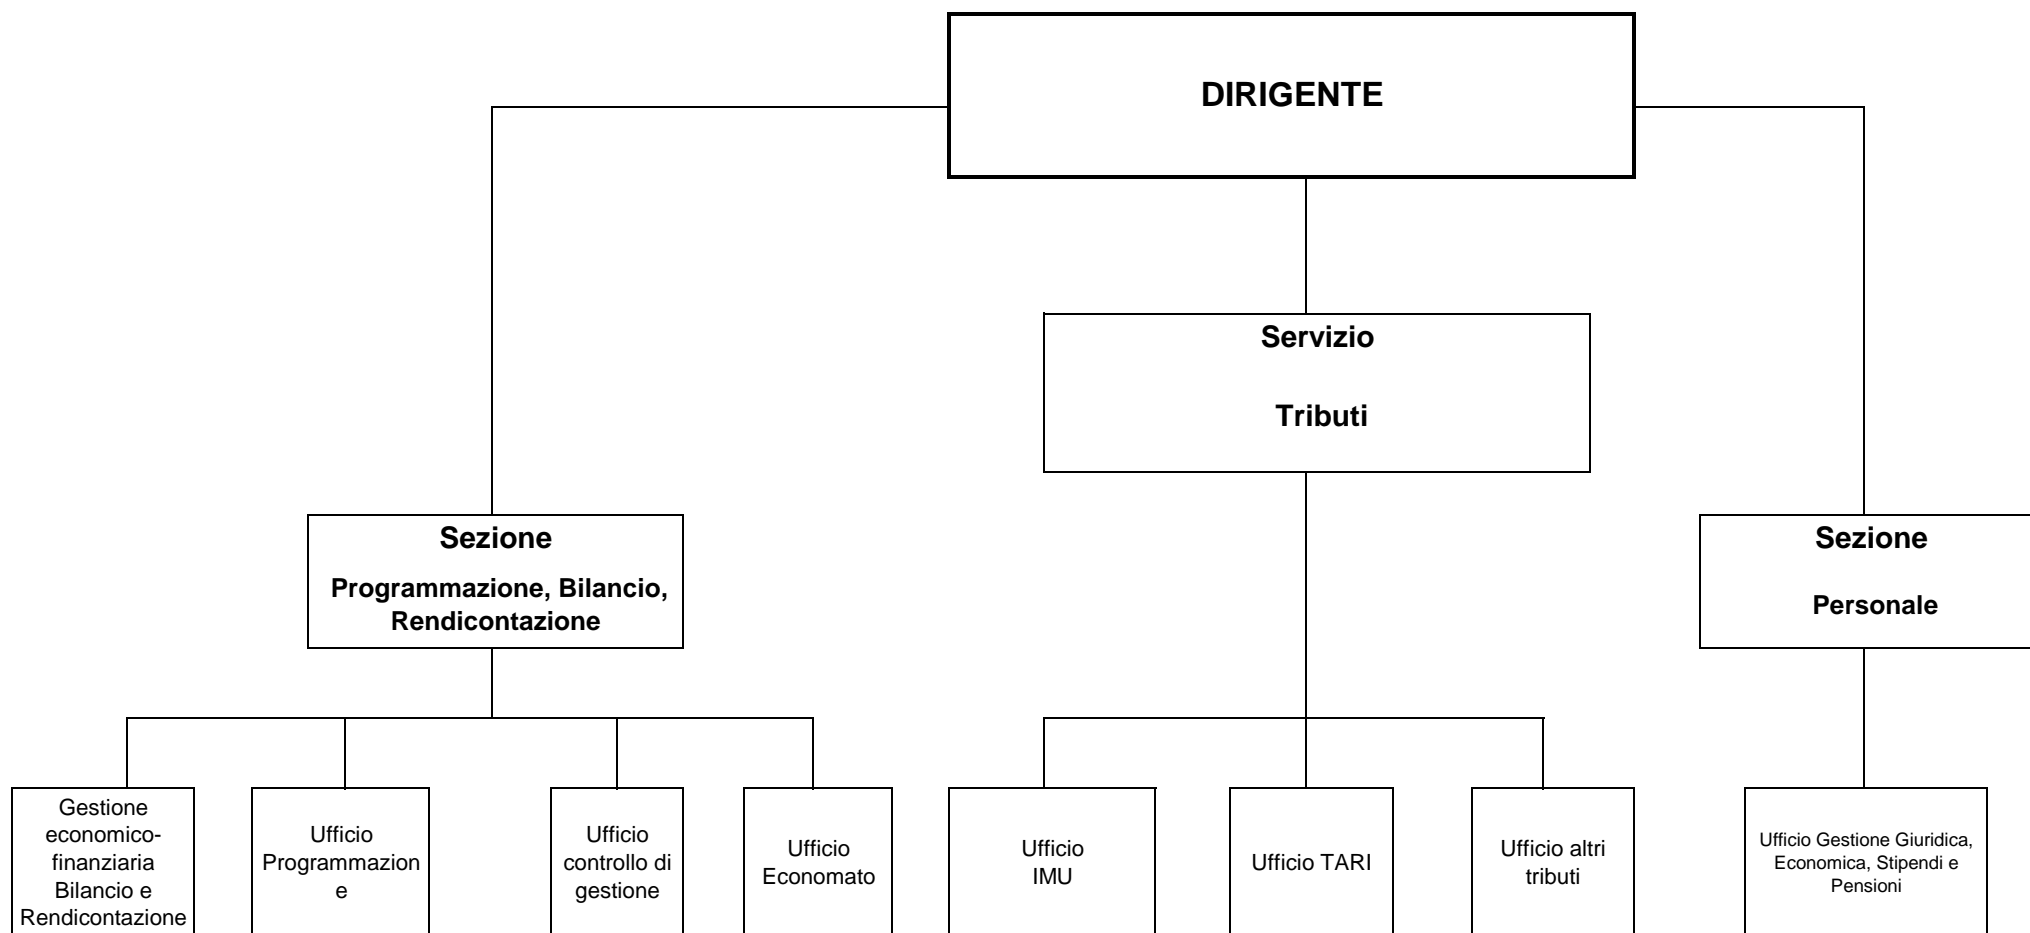 DIRIGENTE
Servizio
Tributi
Sezione
Programmazione, Bilancio,
Rendicontazione
Sezione
Personale
Gestione
economico-
finanziaria
Bilancio e
Rendicontazione
Ufficio
Programmazion
e
Ufficio
controllo di
gestione
Ufficio
Economato
Ufficio
IMU
Ufficio TARI
Ufficio altri
tributi
Ufficio Gestione Giuridica,
Economica, Stipendi e
Pensioni